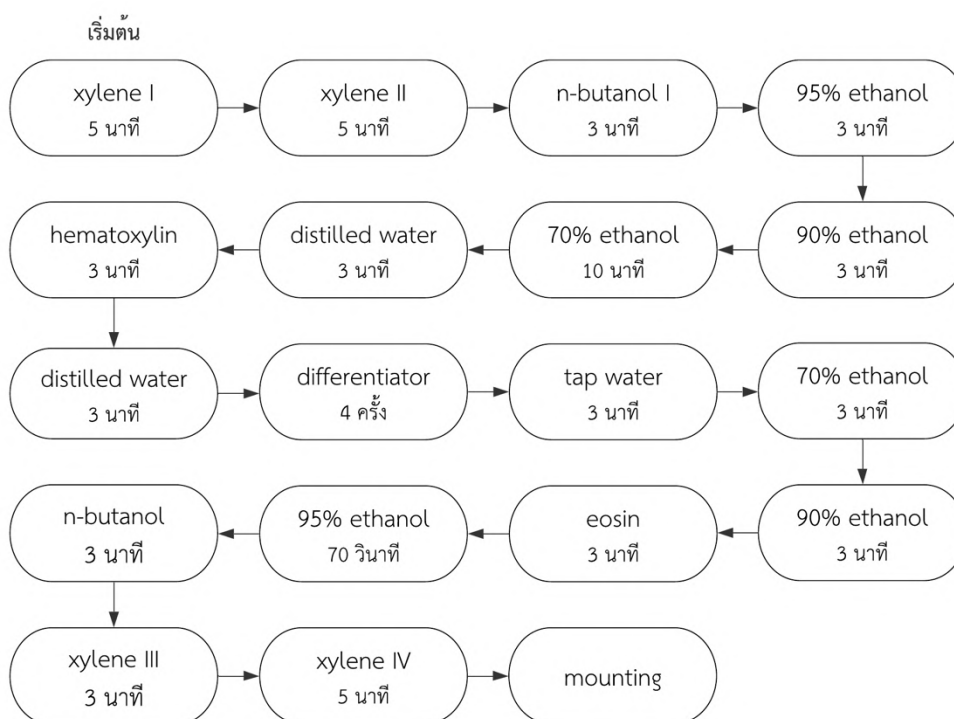 เริ่มต้น
xylene I
5 นาที
xylene II
5 นาที
n-butanol I
3 นาที
95% ethanol
3 นาที
90% ethanol
3 นาที
70% ethanol
10 นาที
distilled water
3 นาที
hematoxylin
3 นาที
distilled water
3 นาที
differentiator
4 ครั้ง
tap water
3 นาที
70% ethanol
3 นาที
90% ethanol
3 นาที
eosin
3 นาที
95% ethanol
70 วินาที
n-butanol
3 นาที
xylene III
3 นาที
xylene IV
5 นาที
mounting